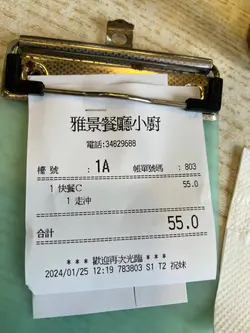 雅景餐廳小廚
電話:34829688
檯 號 : 1A 帳單號碼 : 803
1 快餐C 55.0
1 走沖
合計 55.0
*** 歡迎再次光臨 ***
2024/01/25 12:19 783803 S1 T2 祝妹